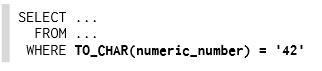 SELECT ...
FROM ...
WHERE TO_CHAR(numeric_number) = '42'